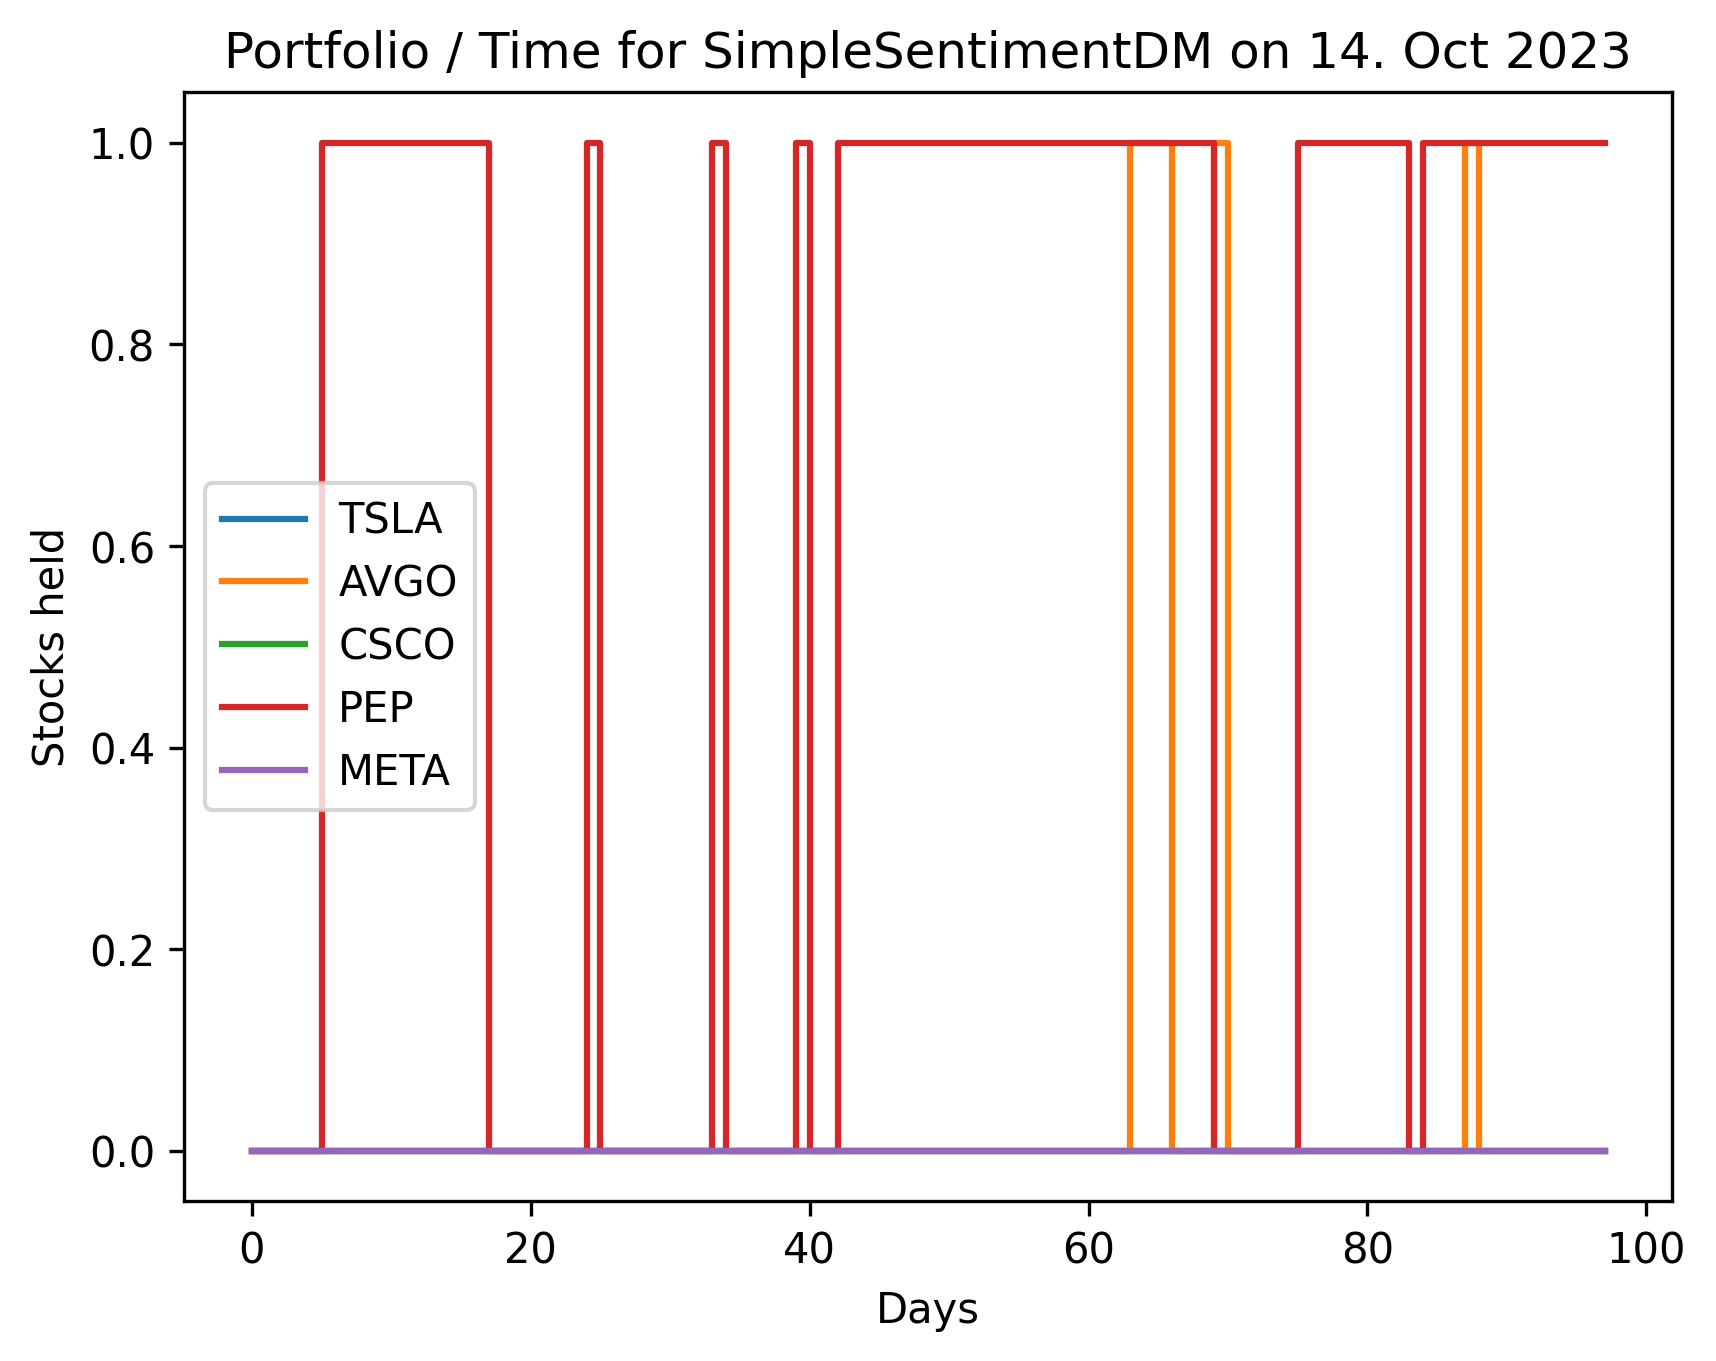 Portfolio / Time for SimpleSentimentDM on 14. Oct 2023
1.0
0.8
0.6
0.4
0.2
0.0
Stocks held
TSLA
AVGO
CSCO
PEP
META
0 20 40 60 80 100
Days